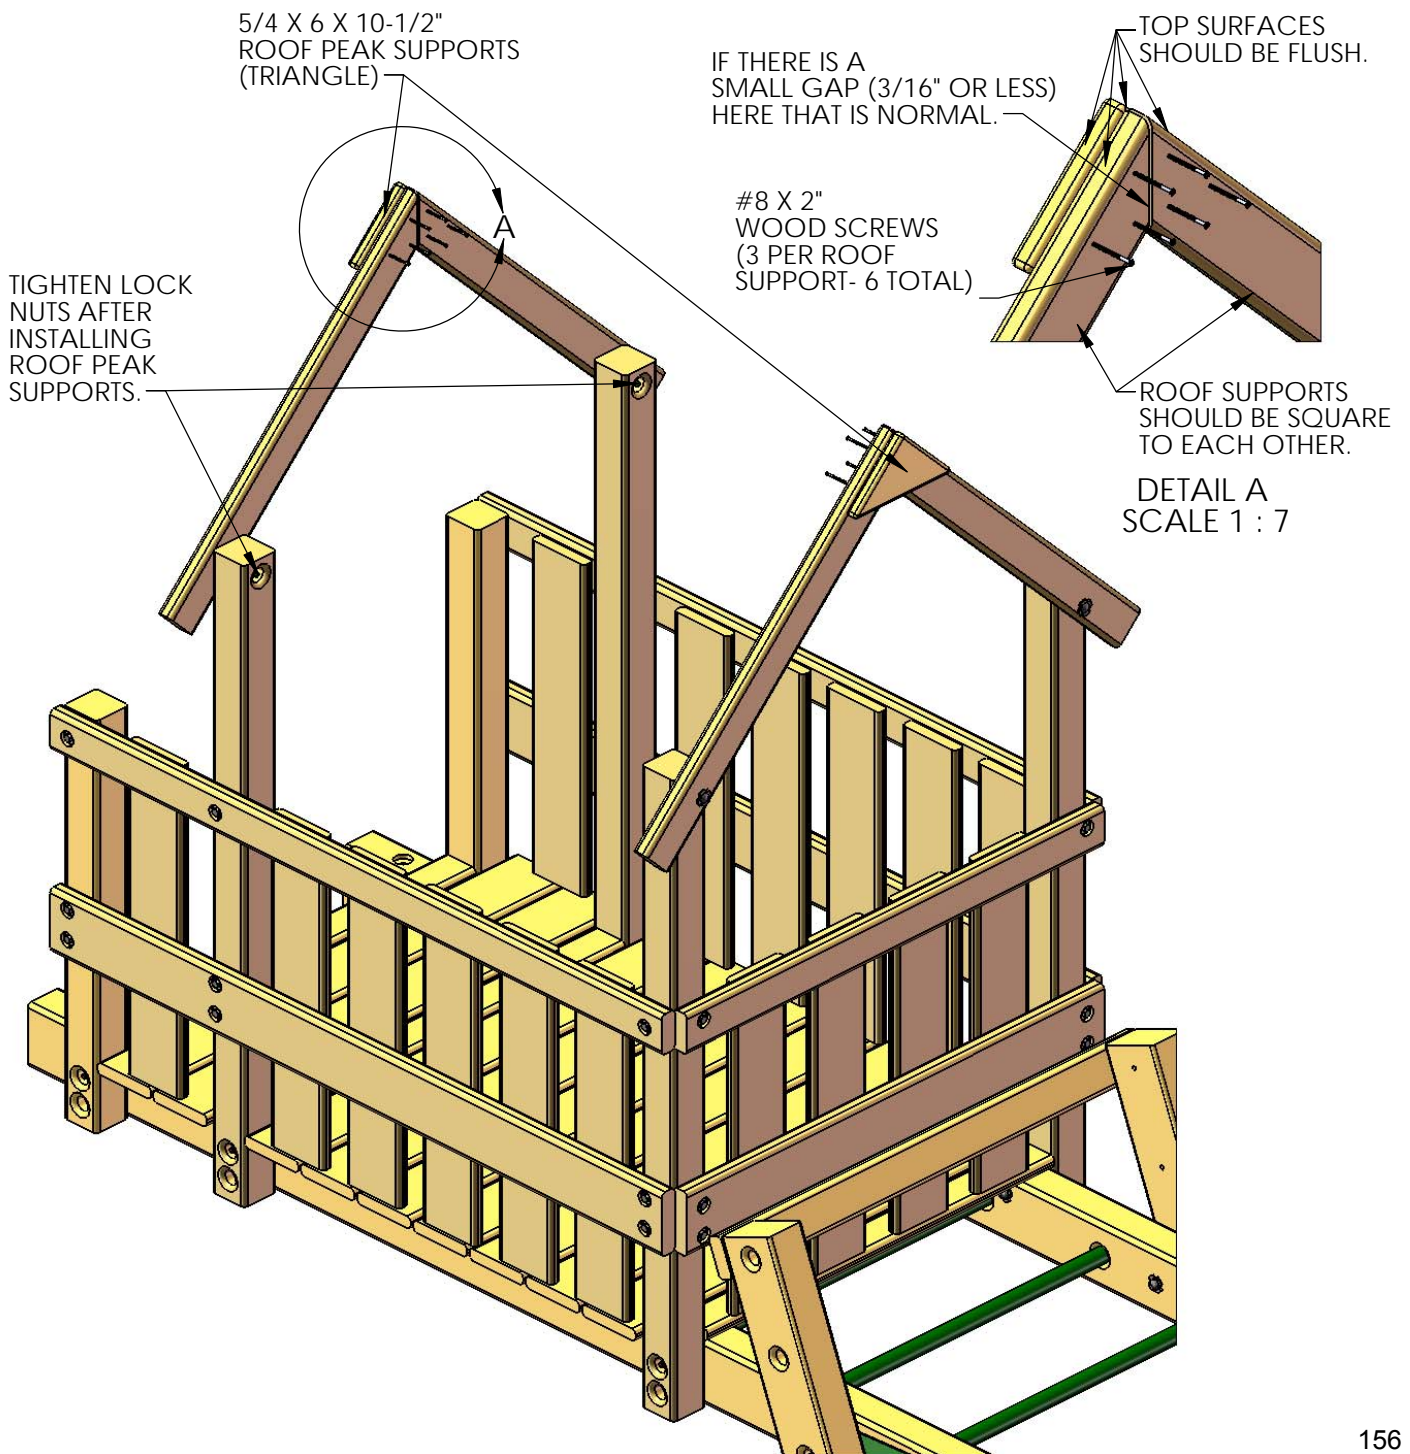 5/4 X 6 X 10-1/2"
ROOF PEAK SUPPORTS
(TRIANGLE)
IF THERE IS A
SMALL GAP (3/16" OR LESS)
HERE THAT IS NORMAL.
TOP SURFACES
SHOULD BE FLUSH.
#8 X 2"
WOOD SCREWS
(3 PER ROOF
SUPPORT- 6 TOTAL)
A
TIGHTEN LOCK
NUTS AFTER
INSTALLING
ROOF PEAK
SUPPORTS.
ROOF SUPPORTS
SHOULD BE SQUARE
TO EACH OTHER.
DETAIL A
SCALE 1 : 7
156